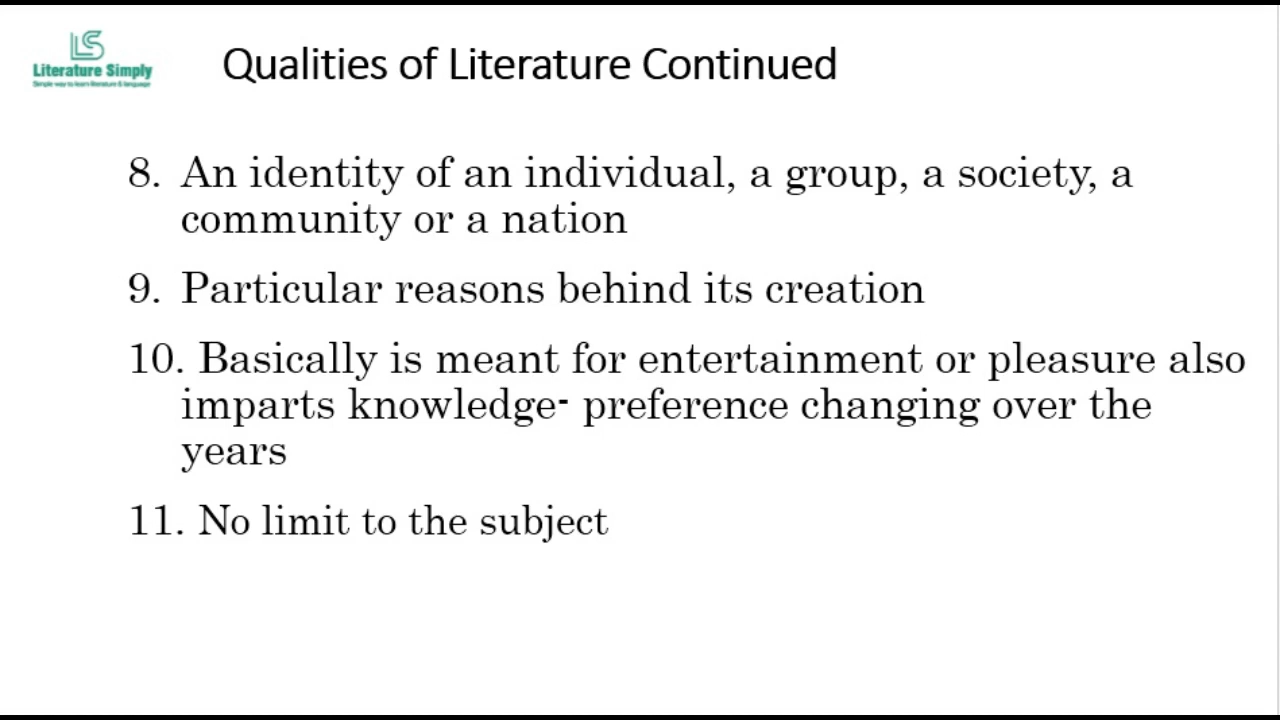 LS
Literature Simply
Simple way to learn literature & language
Qualities of Literature Continued
8. An identity of an individual, a group, a society, a
community or a nation
9. Particular reasons behind its creation
10. Basically is meant for entertainment or pleasure also
imparts knowledge- preference changing over the
years
11. No limit to the subject